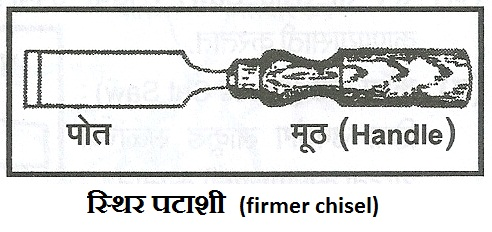 पोत मूठ (Handle)
स्थिर पटाशी (firmer chisel)